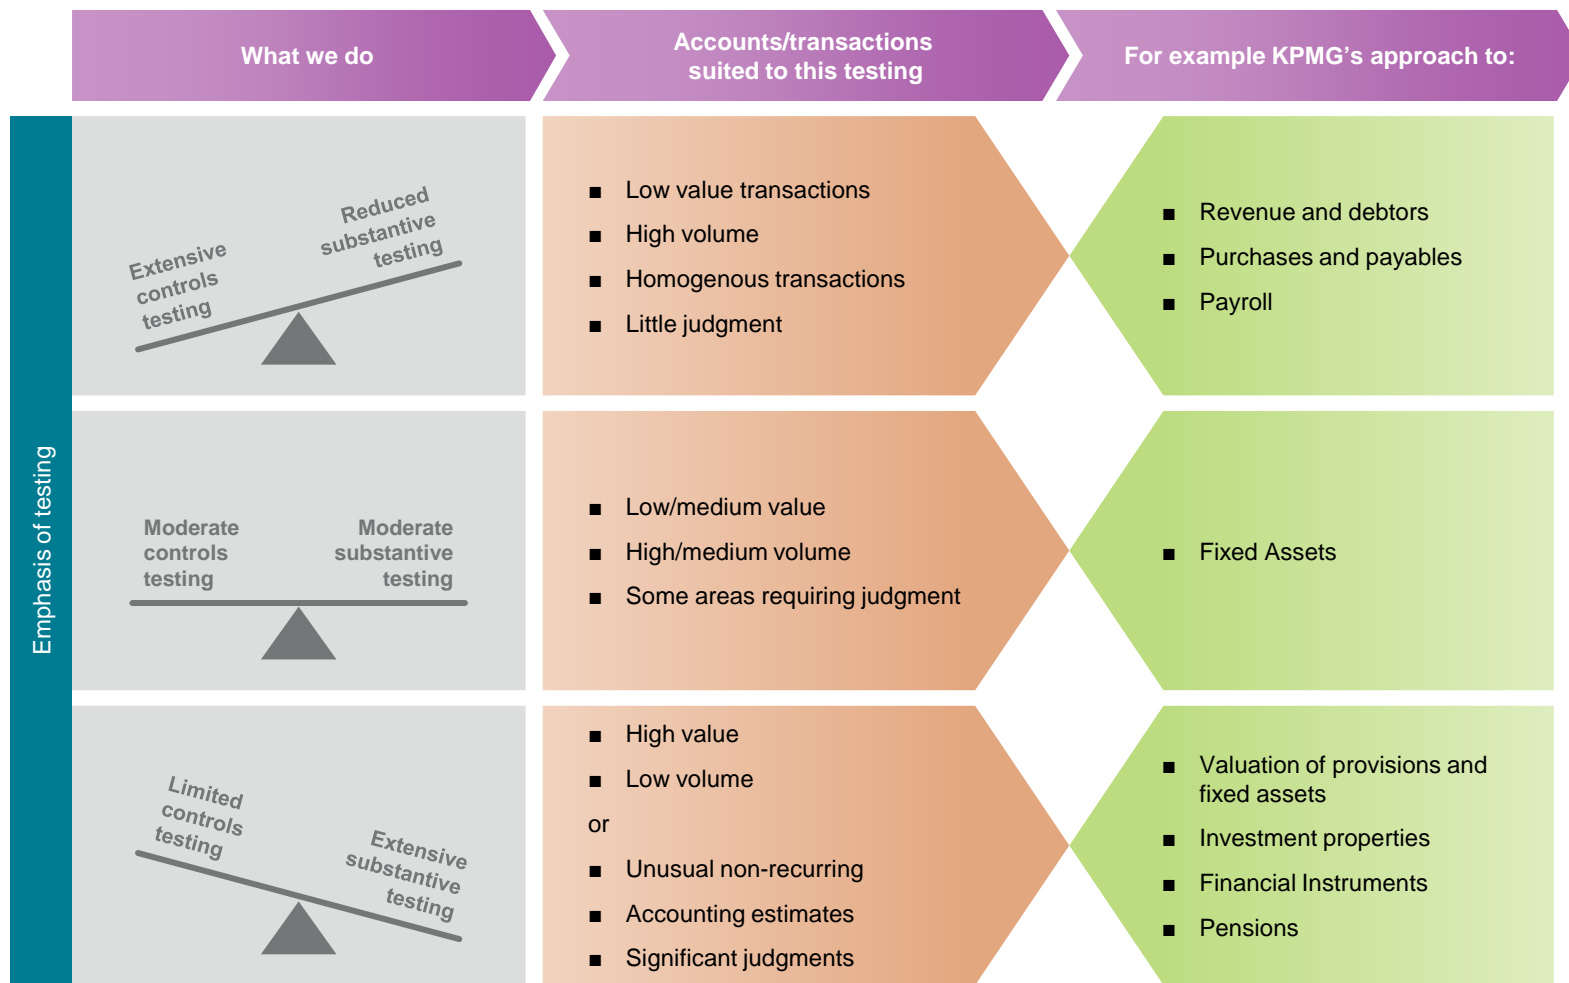 What we do
Accounts/transactions
suited to this testing
For example KPMG's approach to:
Emphasis of testing
Extensive
controls
testing
Reduced
substantive
testing
■ Low value transactions
■ High volume
■ Homogenous transactions
■ Little judgment
■ Revenue and debtors
■ Purchases and payables
■ Payroll
Moderate
controls
testing
Moderate
substantive
testing
■ Low/medium value
■ High/medium volume
■ Some areas requiring judgment
■ Fixed Assets
Limited
controls
testing
Extensive
substantive
testing
■ High value
■ Low volume
or
■ Unusual non-recurring
■ Accounting estimates
■ Significant judgments
■ Valuation of provisions and
fixed assets
■ Investment properties
■ Financial Instruments
■ Pensions